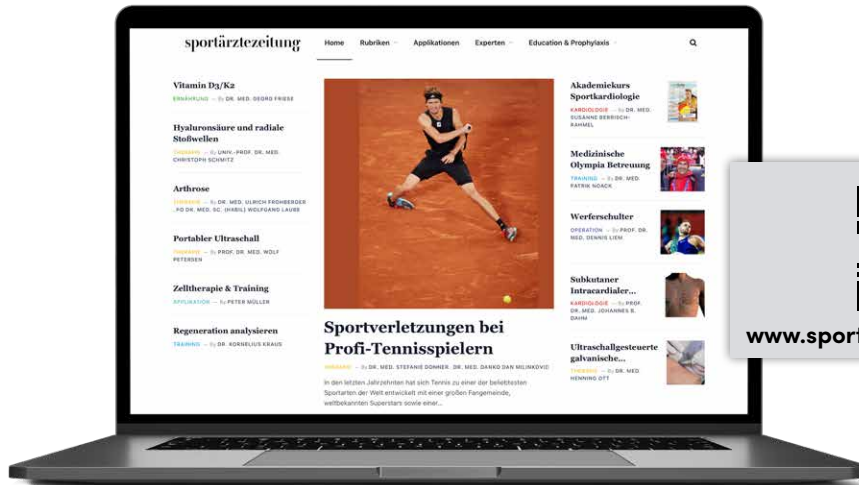 sportärztezeitung
Home Rubriken Applikationen Experten Education & Prophylaxis
Vitamin D3/K2
ERNÄHRUNG — By DR. MED. GEORG FRIESE
Hyaluronsäure und radiale
Stoßwellen
THERAPIE — By UNIV.-PROF. DR. MED.
CHRISTOPH SCHMITZ
Arthrose
THERAPIE — By DR. MED. ULRICH FROHBERGER
, PD DR. MED. SC. (HABIL) WOLFGANG LAUBE
Portabler Ultraschall
THERAPIE — By PROF. DR. MED. WOLF
PETERSEN
Zelltherapie & Training
APPLIKATION — By PETER MÜLLER
Regeneration analysieren
TRAINING — By DR. KORNELIUS KRAUS
Sportverletzungen bei
Profi-Tennisspielern
THERAPIE — By DR. MED. STEFANIE DONNER, DR. MED. DANKO DAN MILINKOVIC
In den letzten Jahrzehnten hat sich Tennis zu einer der beliebtesten
Sportarten der Welt entwickelt mit einer großen Fangemeinde,
weltbekannten Superstars sowie einer...
Akademiekurs
Sportkardiologie
KARDIOLOGIE — By DR. MED.
SUSANNE BERRISCH-
RAHMEL
Medizinische
Olympia Betreuung
TRAINING — By DR. MED.
PATRIK NOACK
Werferschulter
OPERATION — By PROF. DR.
MED. DENNIS LIEM
Subkutaner
Intracardialer...
KARDIOLOGIE — By PROF.
DR. MED. JOHANNES B.
DAHM
Ultraschallgesteuerte
galvanische...
THERAPIE — By DR. MED.
HENNING OTT
www.sport